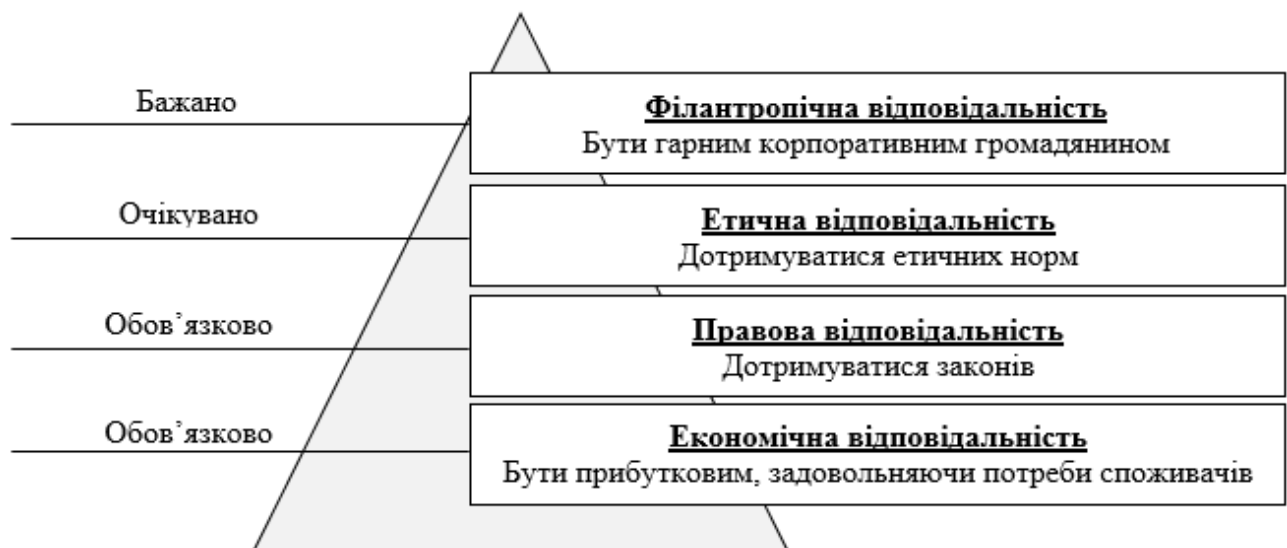 Бажано
Філантропічна відповідальність
Бути гарним корпоративним громадянином
Очікувано
Етична відповідальність
Дотримуватися етичних норм
Обов’язково
Правова відповідальність
Дотримуватися законів
Обов’язково
Економічна відповідальність
Бути прибутковим, задовольняючи потреби споживачів